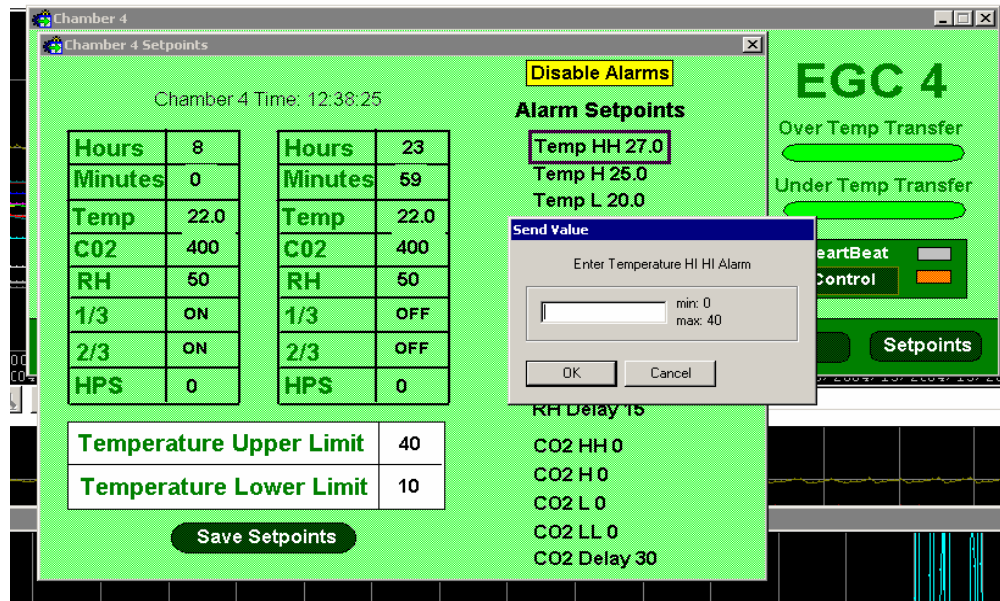 Chamber 4
Chamber 4 Setpoints
Chamber 4 Time: 12:38:25
Hours 8
Minutes 0
Temp 22.0
C02 400
RH 50
1/3 ON
2/3 ON
HPS 0
Hours 23
Minutes 59
Temp 22.0
C02 400
RH 50
1/3 OFF
2/3 OFF
HPS 0
Temperature Upper Limit 40
Temperature Lower Limit 10
Save Setpoints
Disable Alarms
Alarm Setpoints
Temp HH 27.0
Temp H 25.0
Temp L 20.0
Send Value
Enter Temperature HI HI Alarm
min: 0
max: 40
OK Cancel
RH Delay 15
CO2 HH 0
CO2 H 0
CO2 L 0
CO2 LL 0
CO2 Delay 30
EGC 4
Over Temp Transfer
Under Temp Transfer
eartBeat
Control
Setpoints